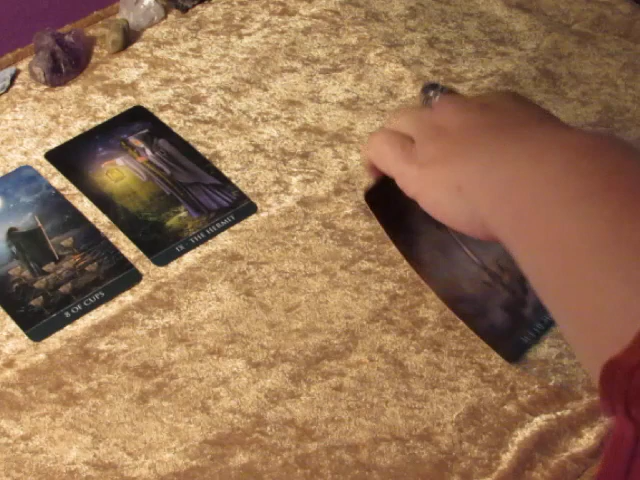 8 OF CUPS
IX · THE HERMIT